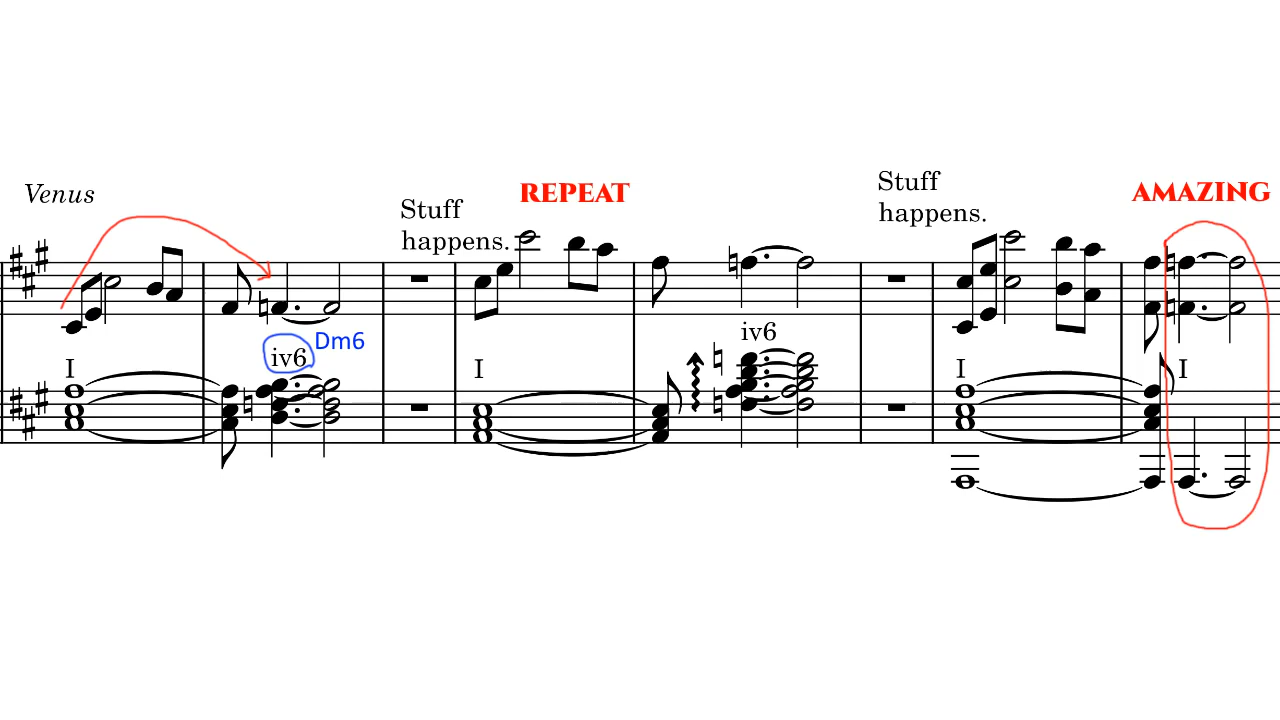 Venus
Stuff
happens.
REPEAT
Stuff
happens.
AMAZING
I
iv6
Dm6
I
iv6
I
I